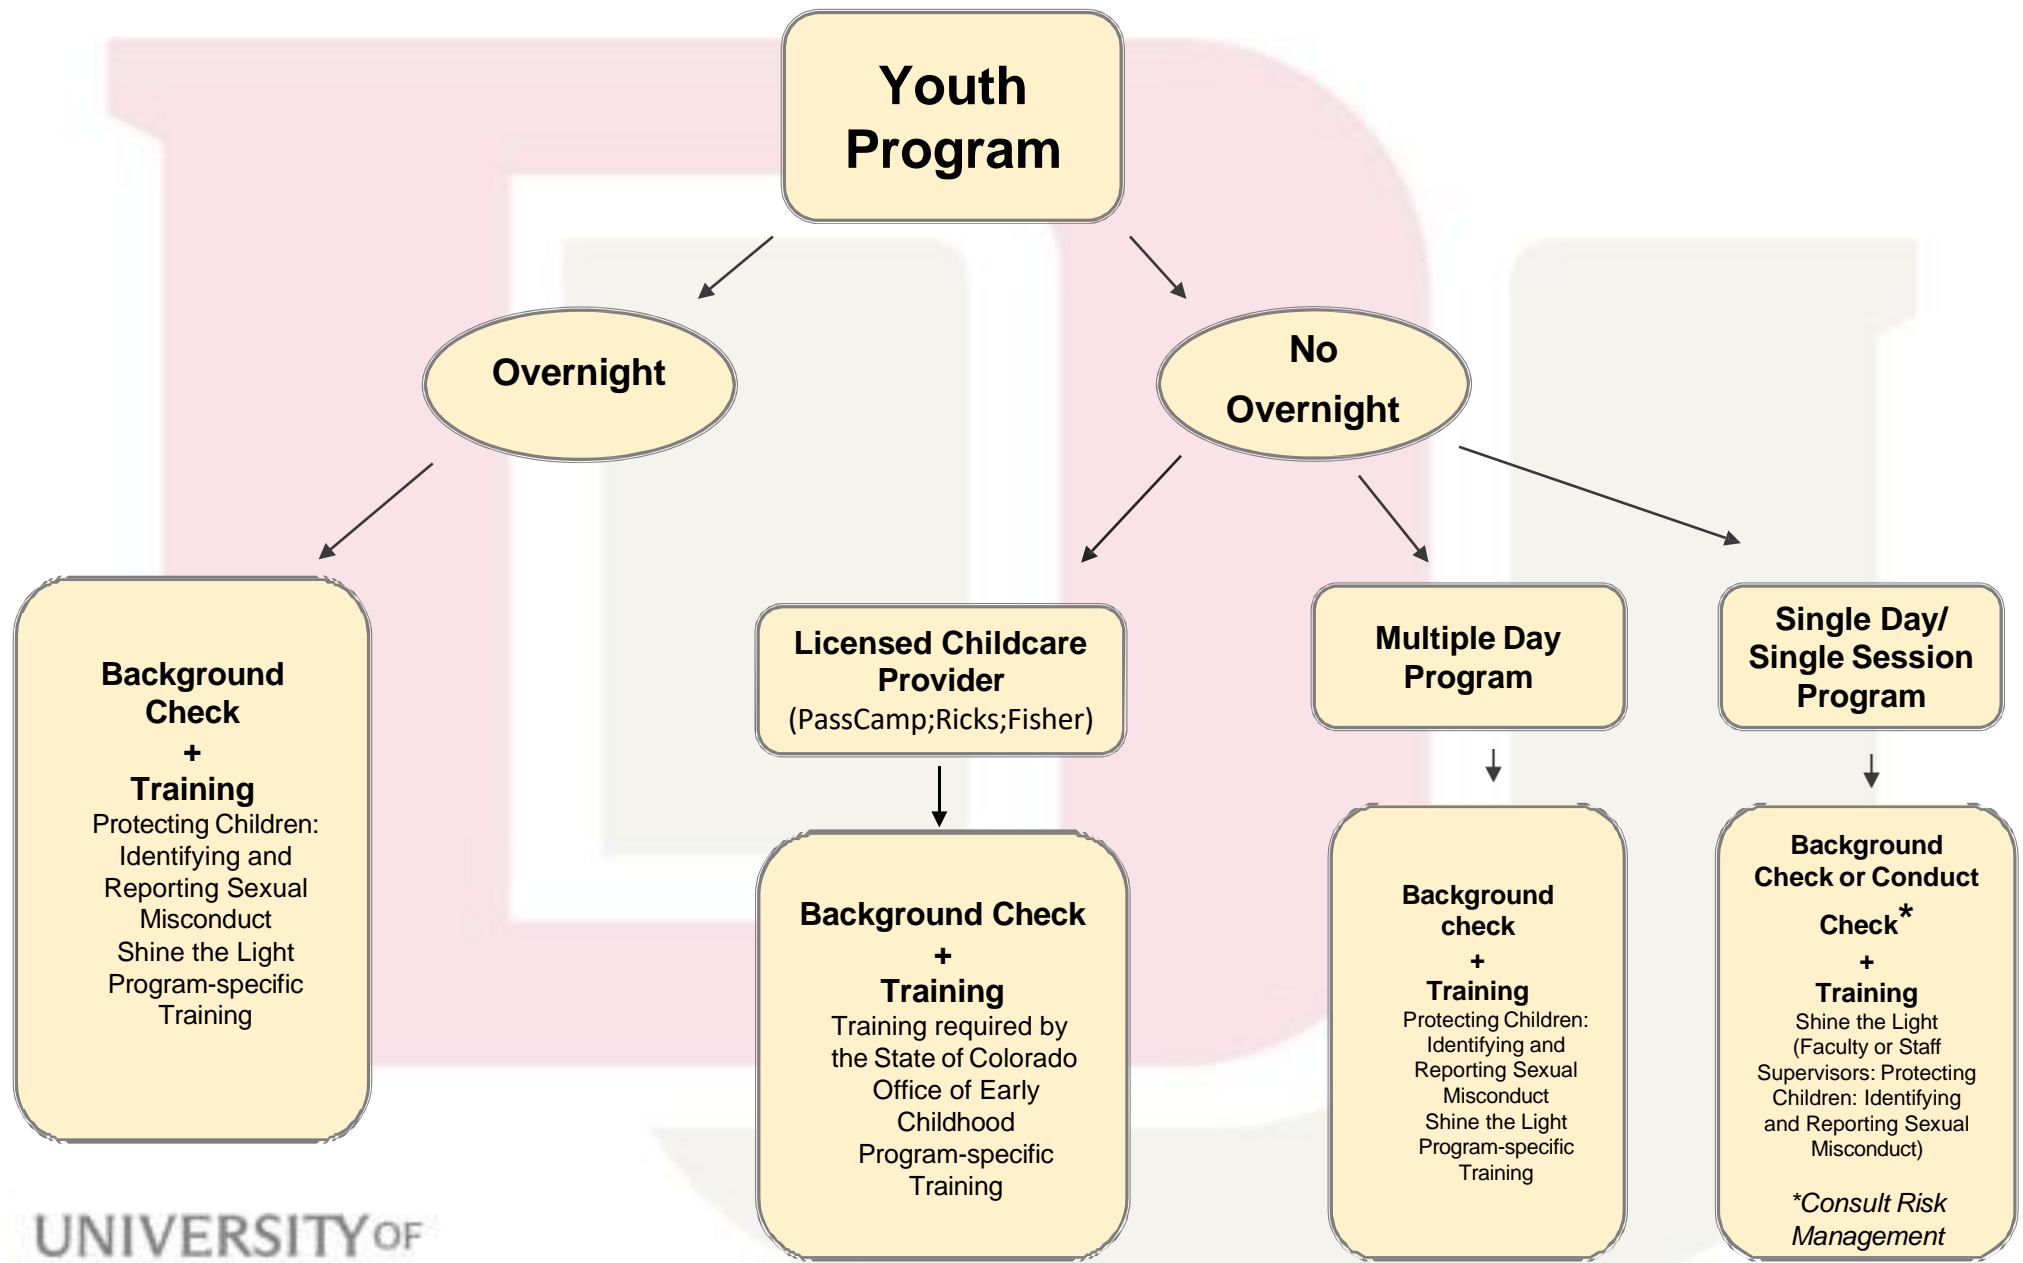 Youth
Program
Overnight
No
Overnight
Background
Check
+
Training
Protecting Children:
Identifying and
Reporting Sexual
Misconduct
Shine the Light
Program-specific
Training
Licensed Childcare
Provider
(PassCamp;Ricks;Fisher)
Background Check
+
Training
Training required by
the State of Colorado
Office of Early
Childhood
Program-specific
Training
Multiple Day
Program
Background
check
+
Training
Protecting Children:
Identifying and
Reporting Sexual
Misconduct
Shine the Light
Program-specific
Training
Single Day/
Single Session
Program
Background
Check or Conduct
Check*
+
Training
Shine the Light
(Faculty or Staff
Supervisors: Protecting
Children: Identifying
and Reporting Sexual
Misconduct)
*Consult Risk
Management
UNIVERSITY OF